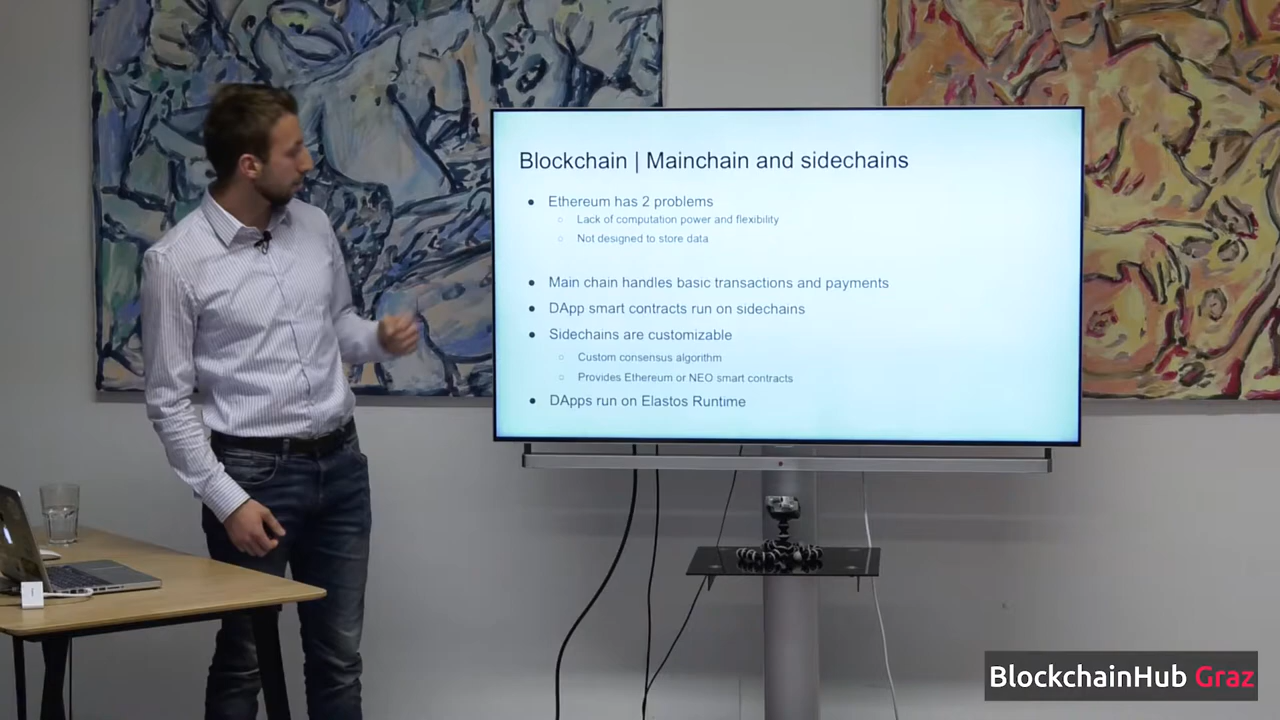 Blockchain | Mainchain and sidechains
● Ethereum has 2 problems
○ Lack of computation power and flexibility
○ Not designed to store data
● Main chain handles basic transactions and payments
● DApp smart contracts run on sidechains
● Sidechains are customizable
○ Custom consensus algorithm
○ Provides Ethereum or NEO smart contracts
● DApps run on Elastos Runtime
BlockchainHub Graz